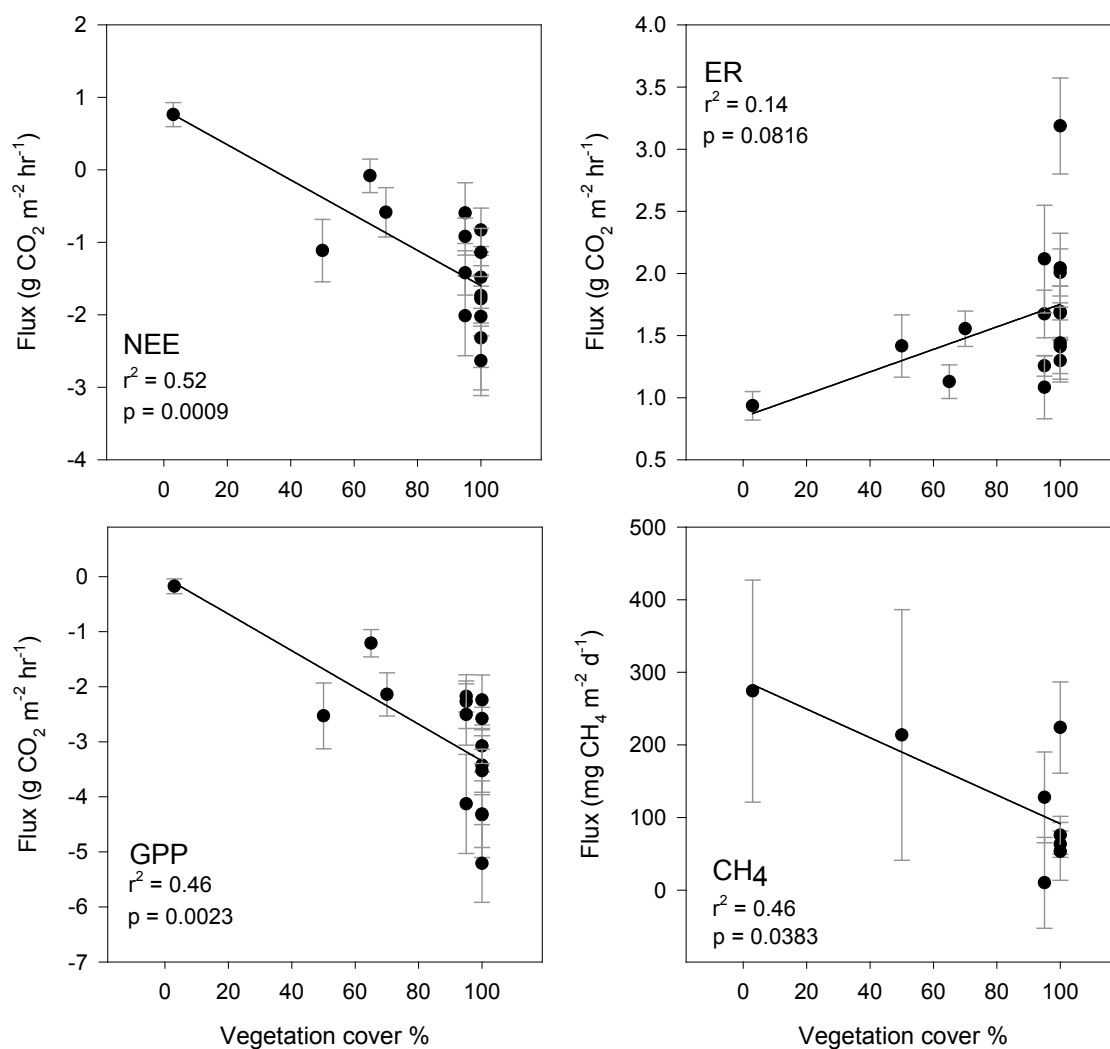 2
1
0
-1
-2
-3
-4
Flux (g CO₂ m⁻² hr⁻¹)
NEE
r² = 0.52
p = 0.0009
0 20 40 60 80 100
4.0
3.5
3.0
2.5
2.0
1.5
1.0
0.5
Flux (g CO₂ m⁻² hr⁻¹)
ER
r² = 0.14
p = 0.0816
0 20 40 60 80 100
0
-1
-2
-3
-4
-5
-6
-7
Flux (g CO₂ m⁻² hr⁻¹)
GPP
r² = 0.46
p = 0.0023
0 20 40 60 80 100
Vegetation cover %
500
400
300
200
100
0
Flux (mg CH₄ m⁻² d⁻¹)
CH₄
r² = 0.46
p = 0.0383
0 20 40 60 80 100
Vegetation cover %